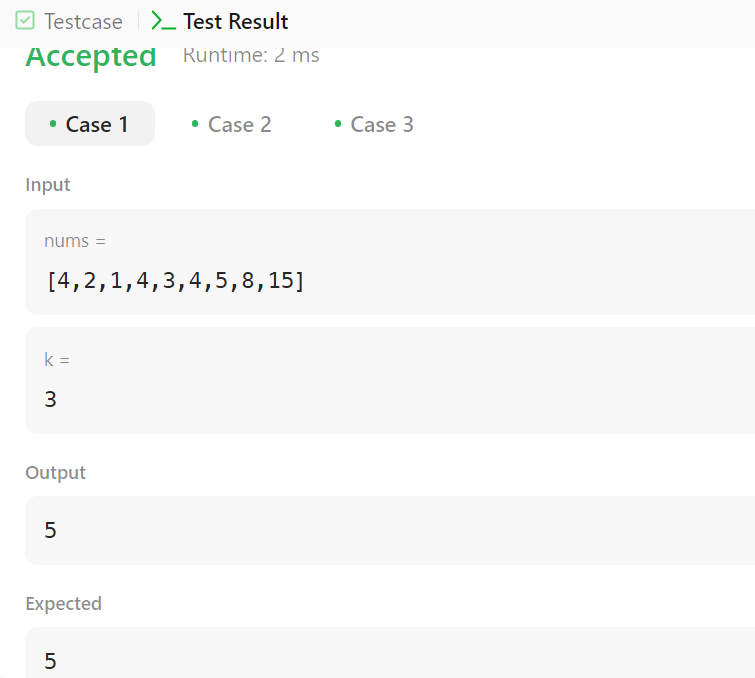 Testcase Test Result
Accepted Runtime: 2 ms
Case 1 Case 2 Case 3
Input
nums =
[4,2,1,4,3,4,5,8,15]
k =
3
Output
5
Expected
5